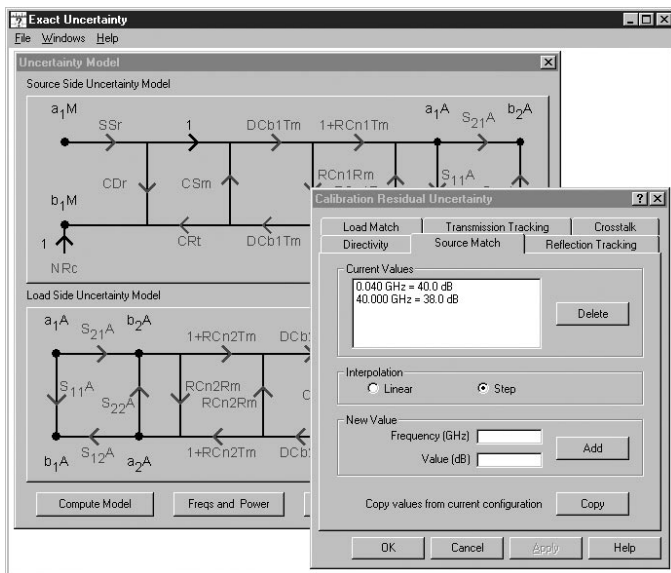 Exact Uncertainty
File Windows Help
Uncertainty Model
Source Side Uncertainty Model
a1M
SSr
1
DCb1Tm
1+RCn1Tm
a1A
S21A
b2A
CDr
CSm
RCn1Rm
S11A
b1M
CRt
DCb1Tm
1
NRc
Load Side Uncertainty Model
a1A
S21A
b2A
1+RCn2Tm
S11A
S22A
RCn2Rm
RCn2Rm
b1A
S12A
a2A
1+RCn2Tm
Compute Model
Freqs and Power
Calibration Residual Uncertainty
Load Match Transmission Tracking Crosstalk
Directivity Source Match Reflection Tracking
Current Values
0.040 GHz = 40.0 dB
40.000 GHz = 38.0 dB
Delete
Interpolation
Linear Step
New Value
Frequency (GHz)
Value (dB)
Add
Copy values from current configuration Copy
OK Cancel Apply Help